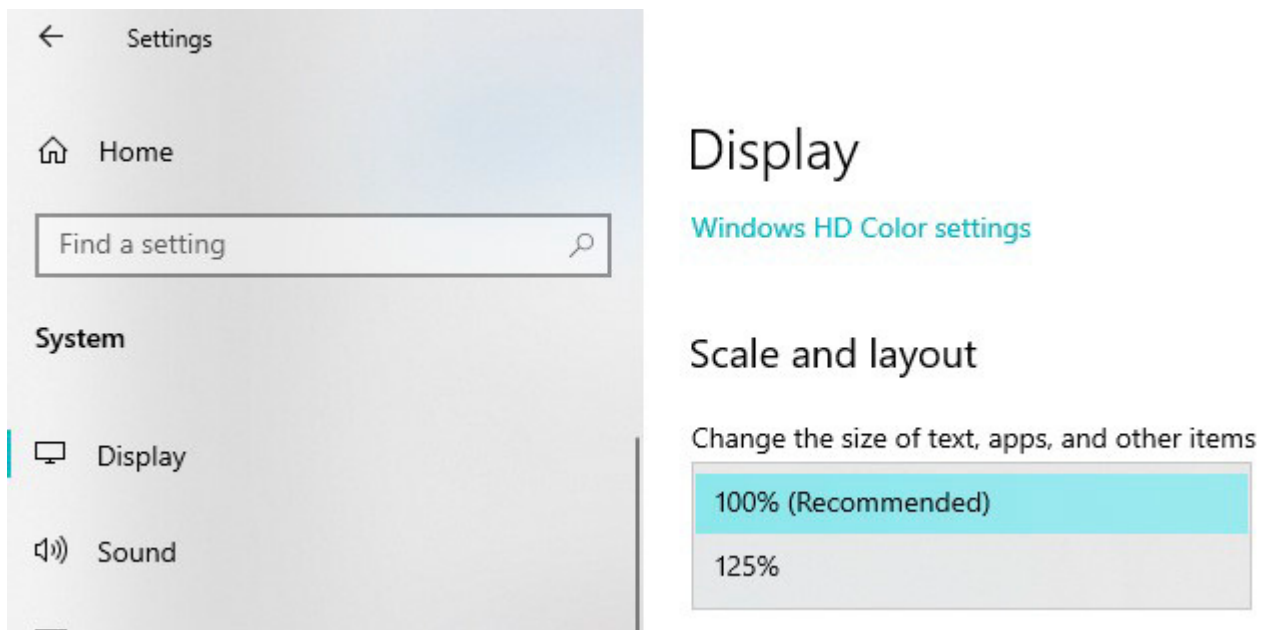 Settings
Home
Find a setting
System
Display
Sound
Display
Windows HD Color settings
Scale and layout
Change the size of text, apps, and other items
100% (Recommended)
125%